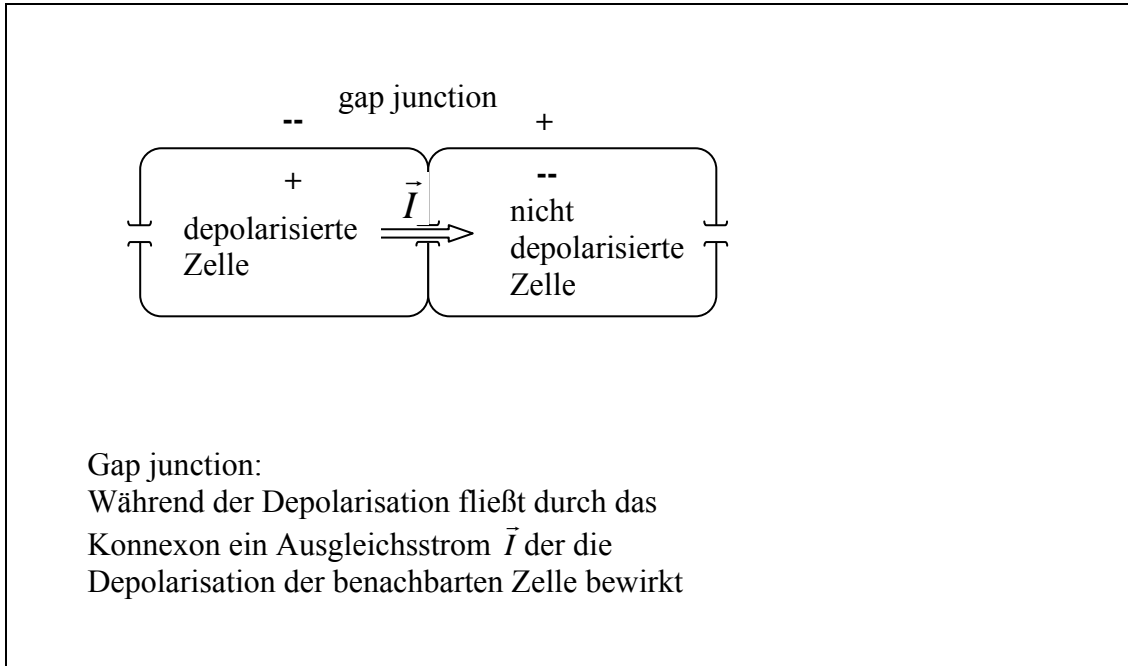 gap junction
-- +
+ --
I⃗
depolarisierte
Zelle
nicht
depolarisierte
Zelle
Gap junction:
Während der Depolarisation fließt durch das
Konnexon ein Ausgleichsstrom I⃗ der die
Depolarisation der benachbarten Zelle bewirkt